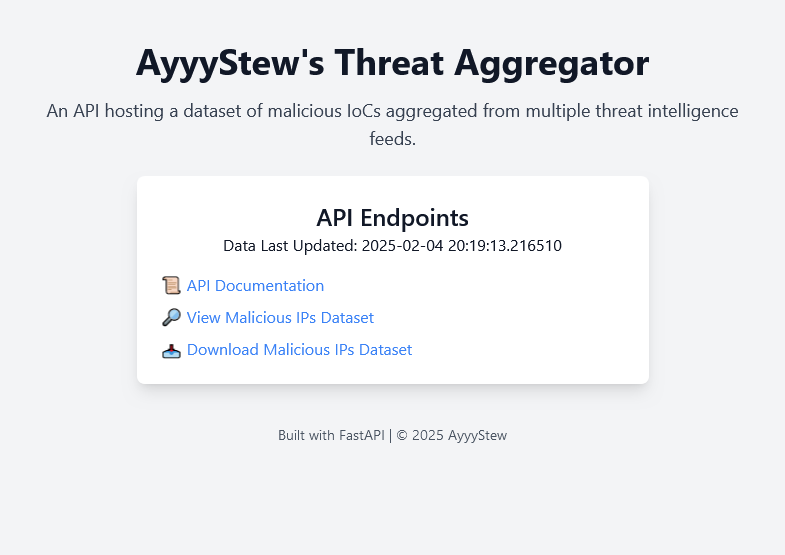 AyyyStew's Threat Aggregator
An API hosting a dataset of malicious IoCs aggregated from multiple threat intelligence
feeds.
API Endpoints
Data Last Updated: 2025-02-04 20:19:13.216510
📜 API Documentation
🔎 View Malicious IPs Dataset
📥 Download Malicious IPs Dataset
Built with FastAPI | © 2025 AyyyStew